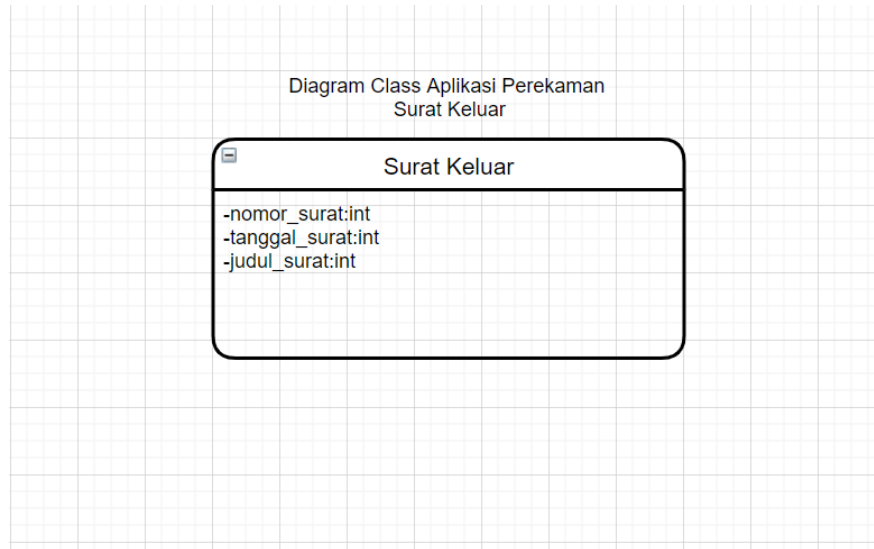 Diagram Class Aplikasi Perekaman
Surat Keluar
Surat Keluar
-nomor_surat:int
-tanggal_surat:int
-judul_surat:int